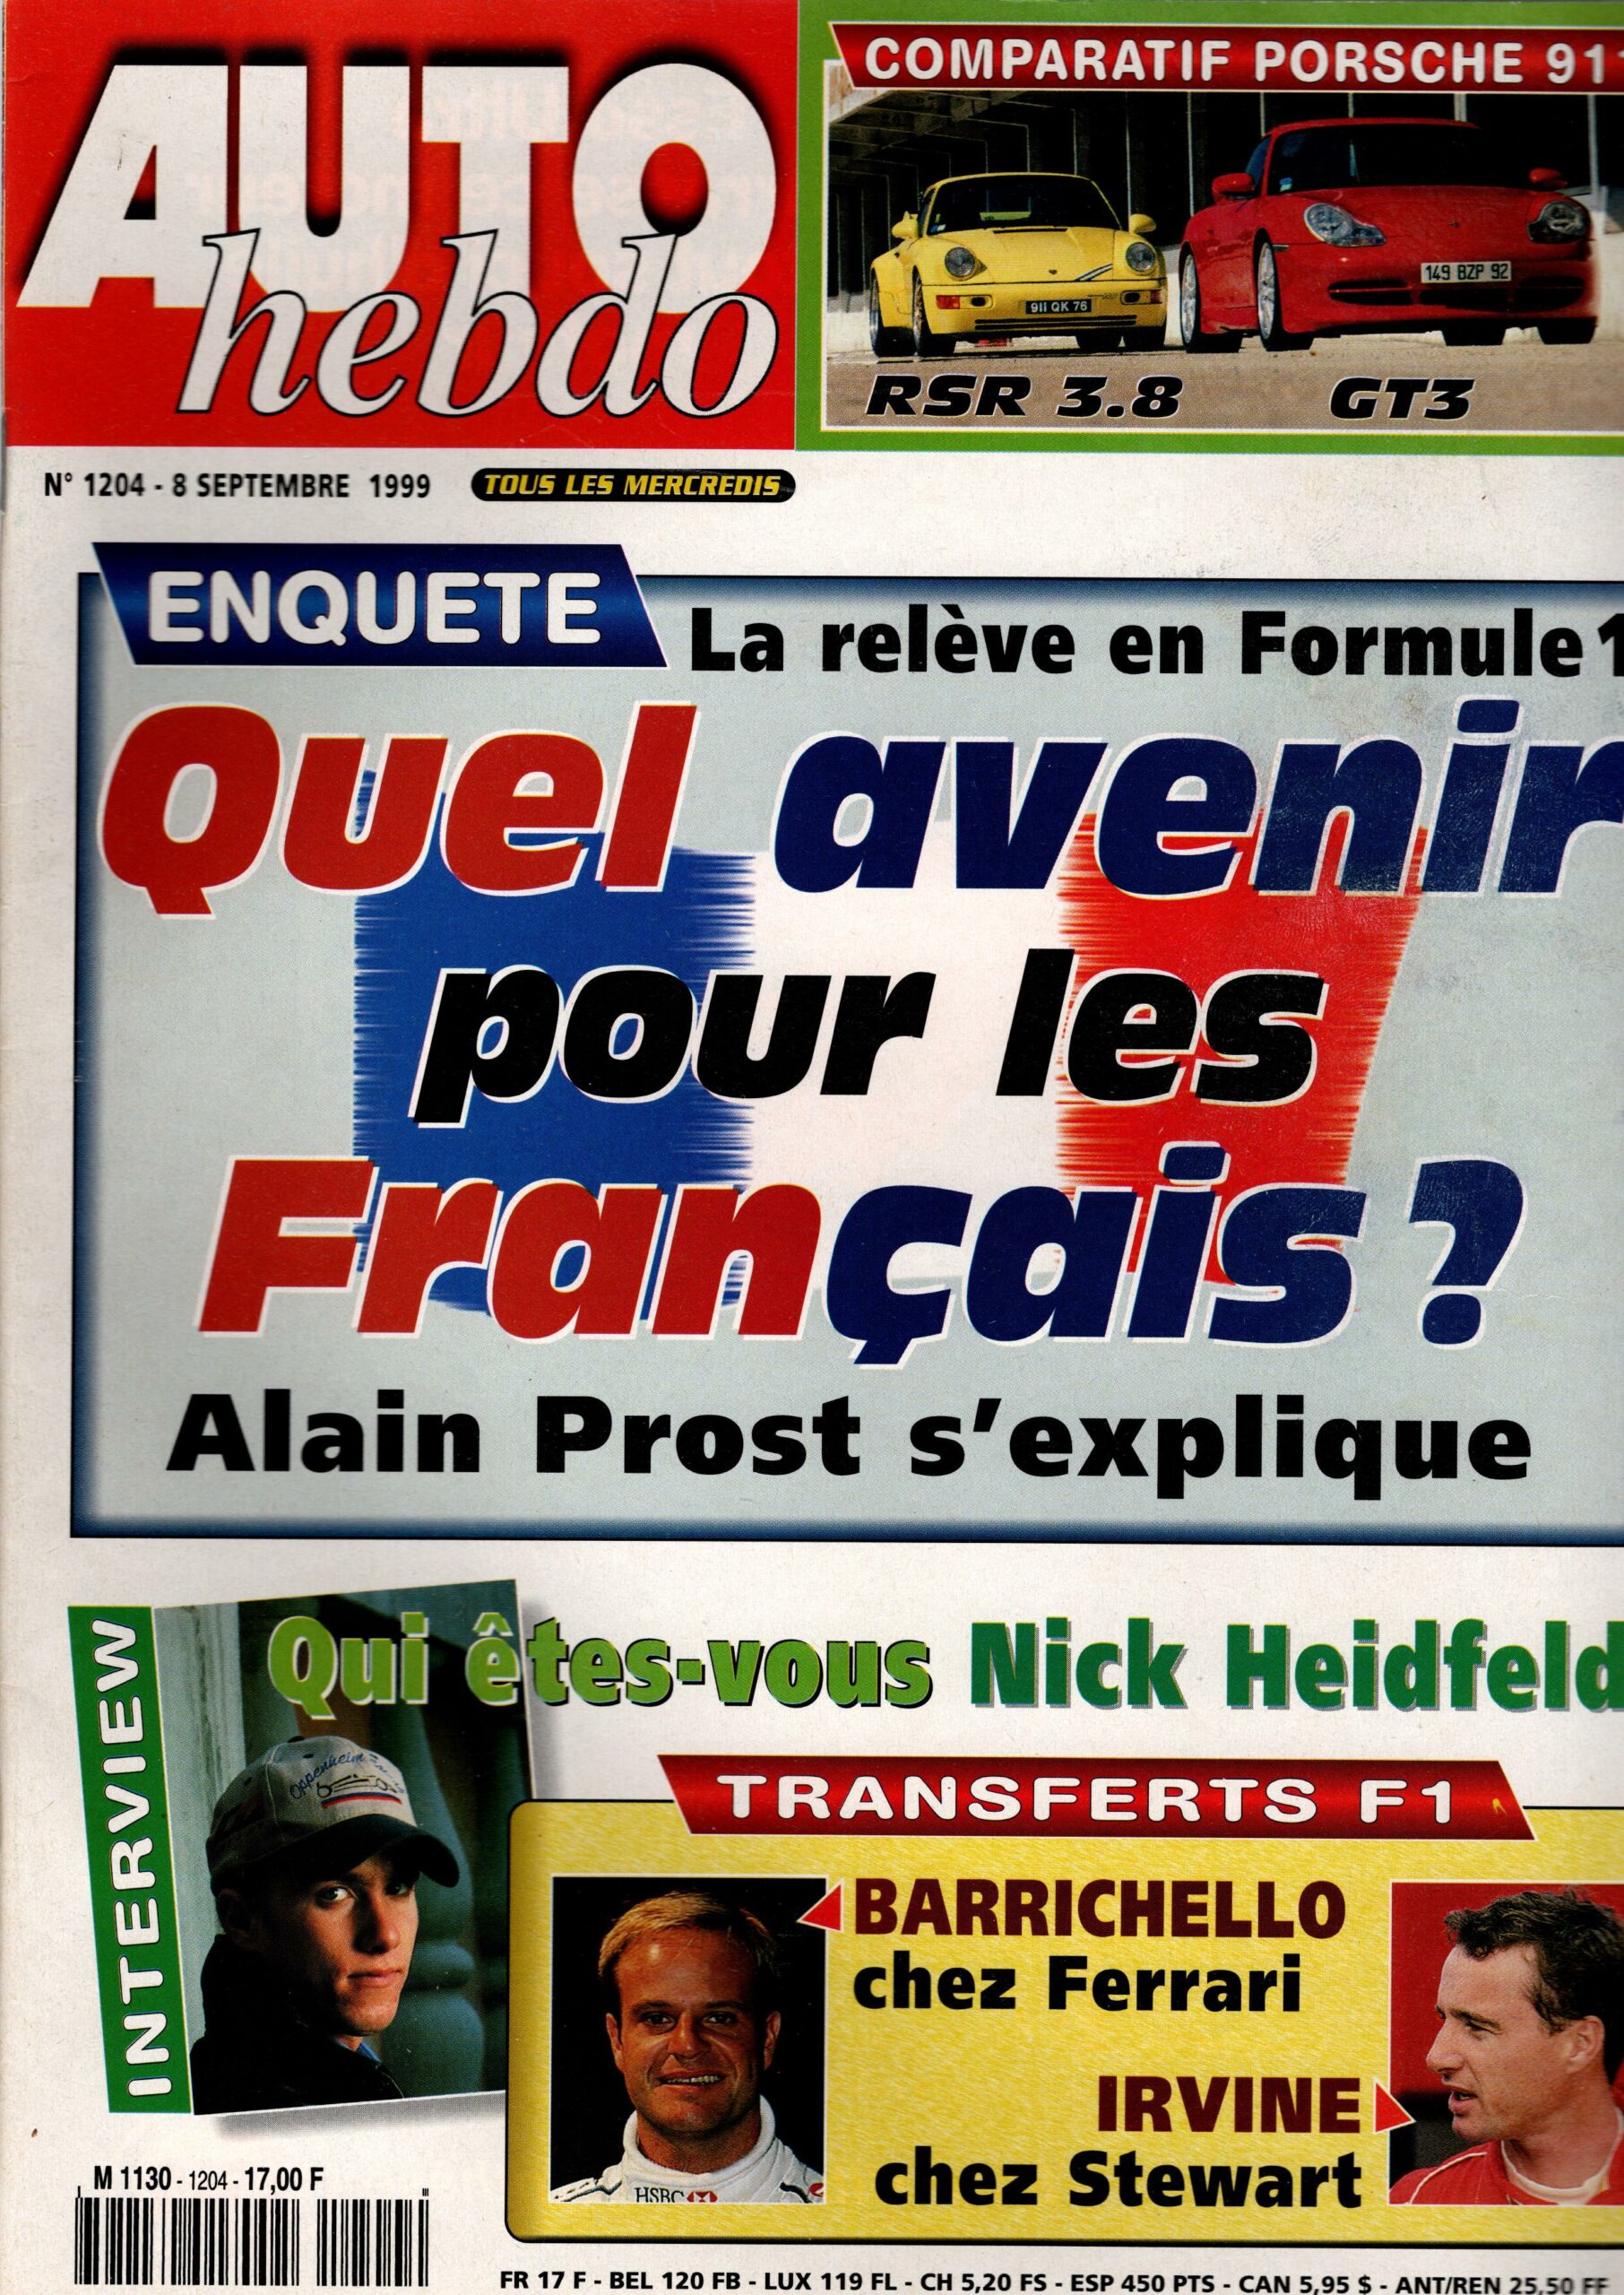 AUTO
hebdo
COMPARATIF PORSCHE 911
911 QK 76
149 BZP 92
RSR 3.8
GT3
N° 1204 - 8 SEPTEMBRE 1999
TOUS LES MERCREDIS
ENQUETE
La relève en Formule 1
Quel avenir
pour les
Français ?
Alain Prost s'explique
INTERVIEW
Qui êtes-vous Nick Heidfeld
Oppenheim
TRANSFERTS F1
BARRICHELLO
chez Ferrari
IRVINE
chez Stewart
HSBC
M 1130 - 1204 - 17,00 F
FR 17 F - BEL 120 FB - LUX 119 FL - CH 5,20 FS - ESP 450 PTS - CAN 5,95 $ - ANT/REN 25,50 FF